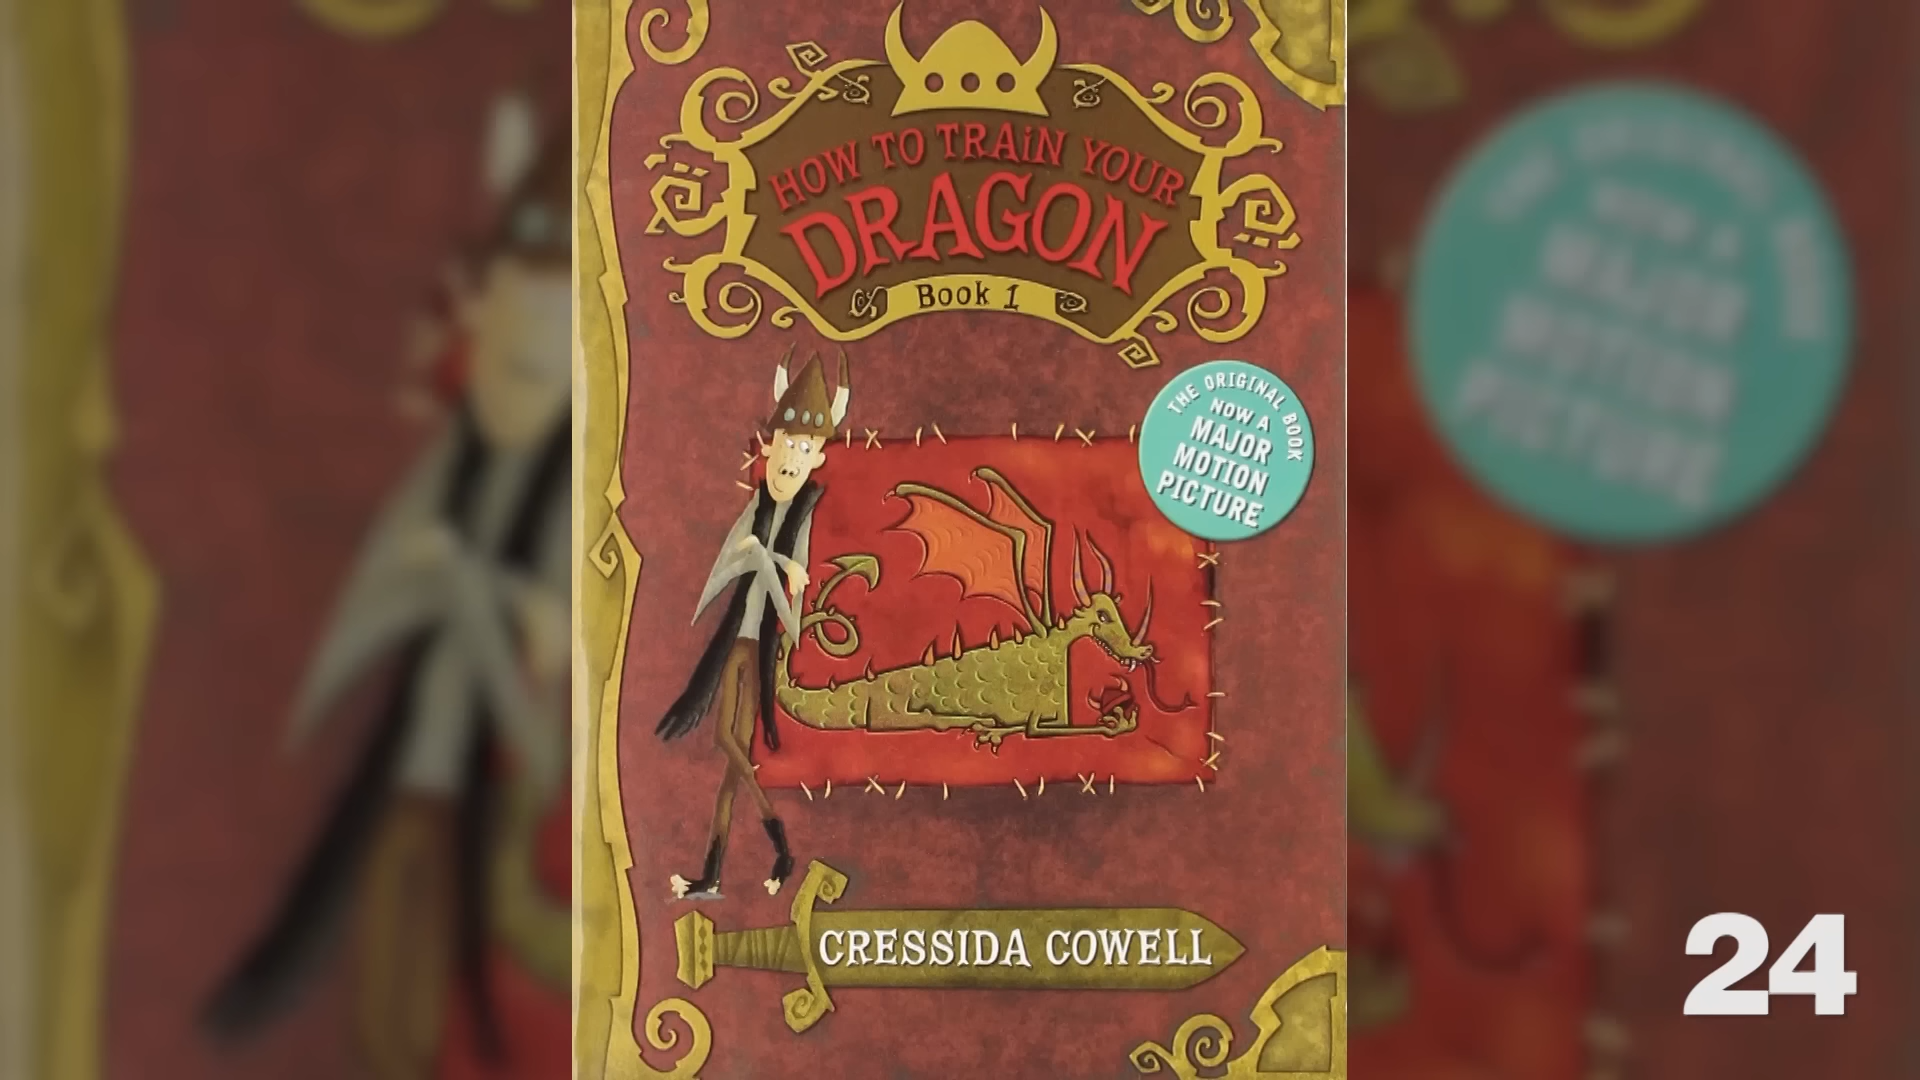 HOW TO TRAiN YOUR
DRAGON
Book 1
THE ORIGINAL BOOK
NOW A
MAJOR
MOTION
PICTURE
CRESSIDA COWELL
24